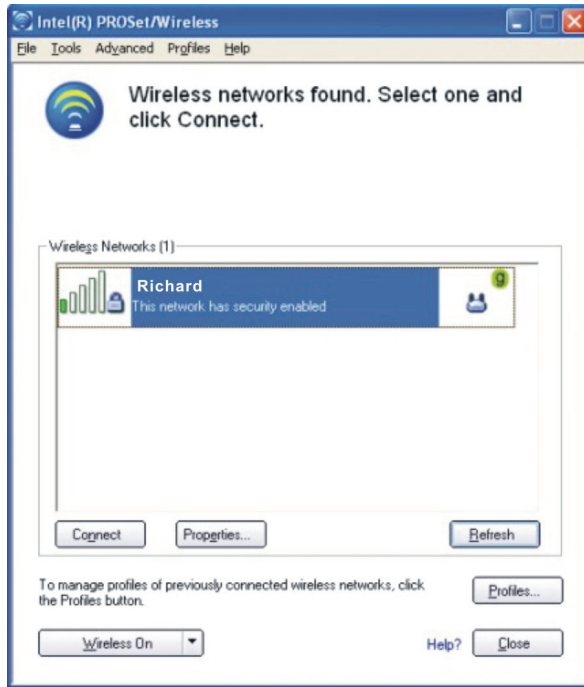 Intel(R) PROSet/Wireless
File Tools Advanced Profiles Help
Wireless networks found. Select one and
click Connect.
Wireless Networks (1)
Richard
g
This network has security enabled
Connect Properties... Refresh
To manage profiles of previously connected wireless networks, click
the Profiles button.
Profiles...
Wireless On Help? Close